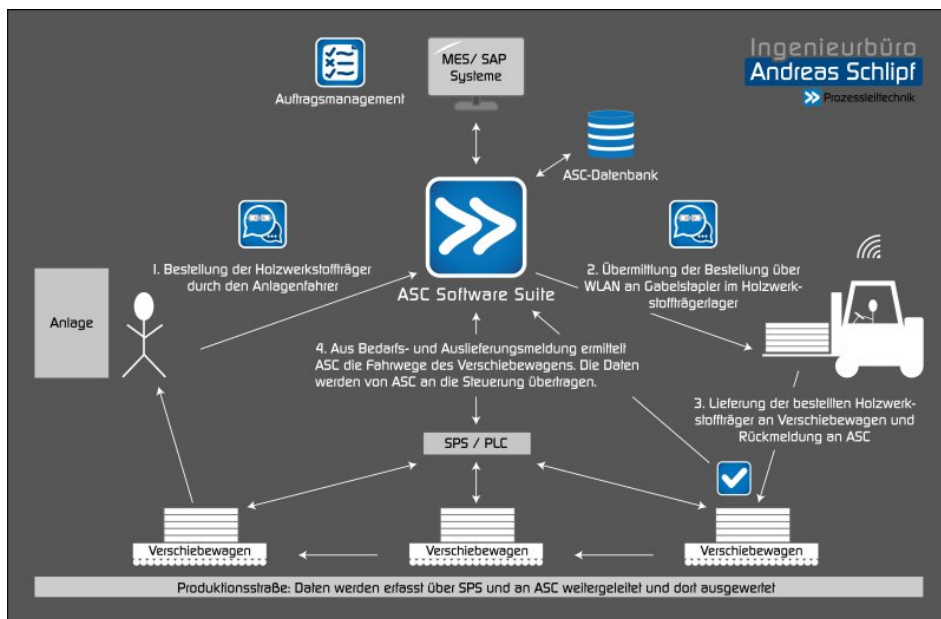 MES/ SAP
Systeme
Auftragsmanagement
Ingenieurbüro
Andreas Schlipf
Prozessleittechnik
ASC-Datenbank
1. Bestellung der Holzwerkstoffträger
durch den Anlagenfahrer
ASC Software Suite
2. Übermittlung der Bestellung über
WLAN an Gabelstapler im Holzwerk-
stoffträgerlager
Anlage
4. Aus Bedarfs- und Auslieferungsmeldung ermittelt
ASC die Fahrwege des Verschiebewagens. Die Daten
werden von ASC an die Steuerung übertragen.
3. Lieferung der bestellten Holzwerk-
stoffträger an Verschiebewagen und
Rückmeldung an ASC
SPS / PLC
Verschiebewagen
Verschiebewagen
Verschiebewagen
Produktionsstraße: Daten werden erfasst über SPS und an ASC weitergeleitet und dort ausgewertet